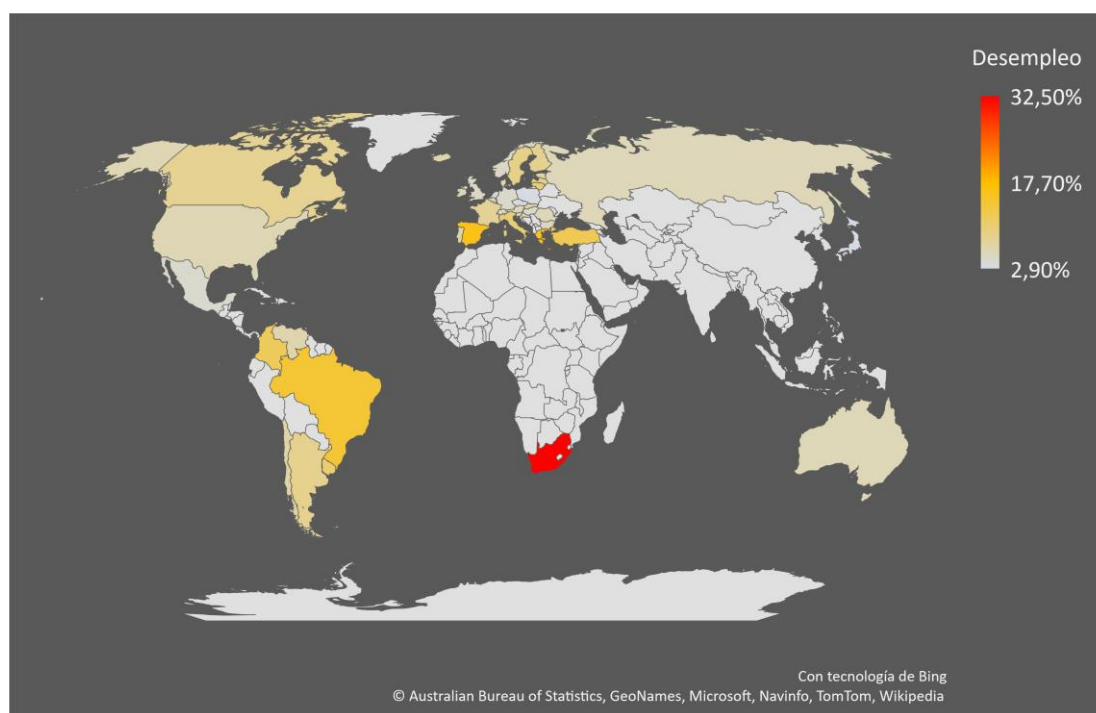 Desempleo
32,50%
17,70%
2,90%
Con tecnología de Bing
© Australian Bureau of Statistics, GeoNames, Microsoft, Navinfo, TomTom, Wikipedia